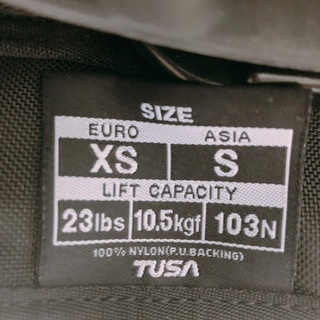 SIZE
EURO ASIA
XS S
LIFT CAPACITY
23lbs 10.5kgf 103N
100% NYLON(P.U.BACKING)
TUSA